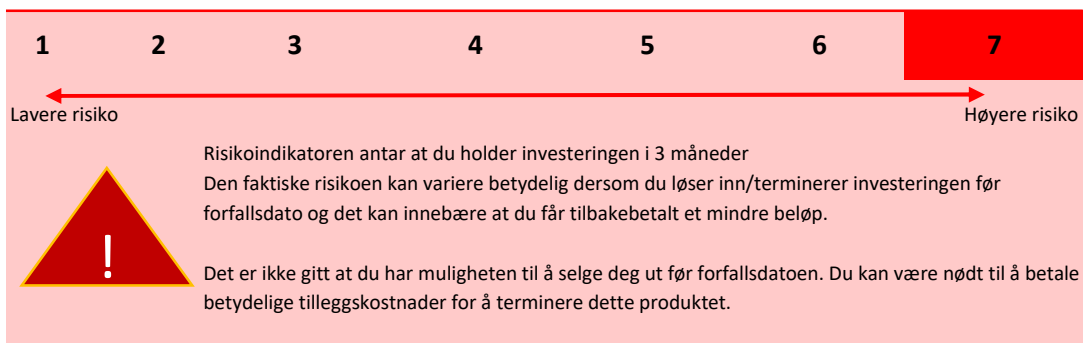 1 2 3 4 5 6 7
Lavere risiko Høyere risiko
Risikoindikatoren antar at du holder investeringen i 3 måneder
Den faktiske risikoen kan variere betydelig dersom du løser inn/terminerer investeringen før
forfallsdato og det kan innebære at du får tilbakebetalt et mindre beløp.
!
Det er ikke gitt at du har muligheten til å selge deg ut før forfallsdatoen. Du kan være nødt til å betale
betydelige tilleggskostnader for å terminere dette produktet.